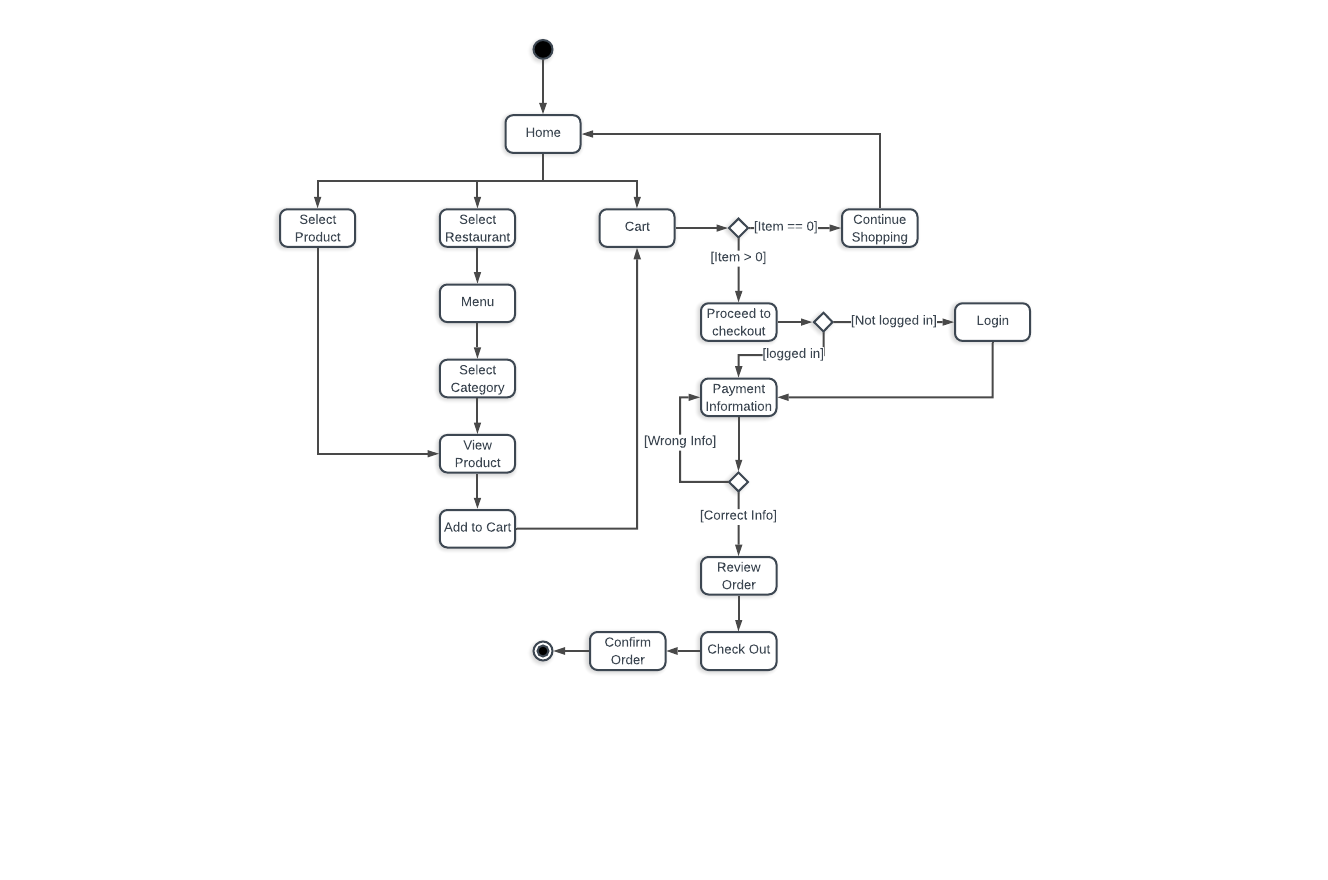 Home
Select
Product
Select
Restaurant
Cart
[Item == 0]
Continue
Shopping
[Item > 0]
Menu
Proceed to
checkout
[Not logged in]
Login
[logged in]
Select
Category
Payment
Information
[Wrong Info]
View
Product
Add to Cart
[Correct Info]
Review
Order
Confirm
Order
Check Out